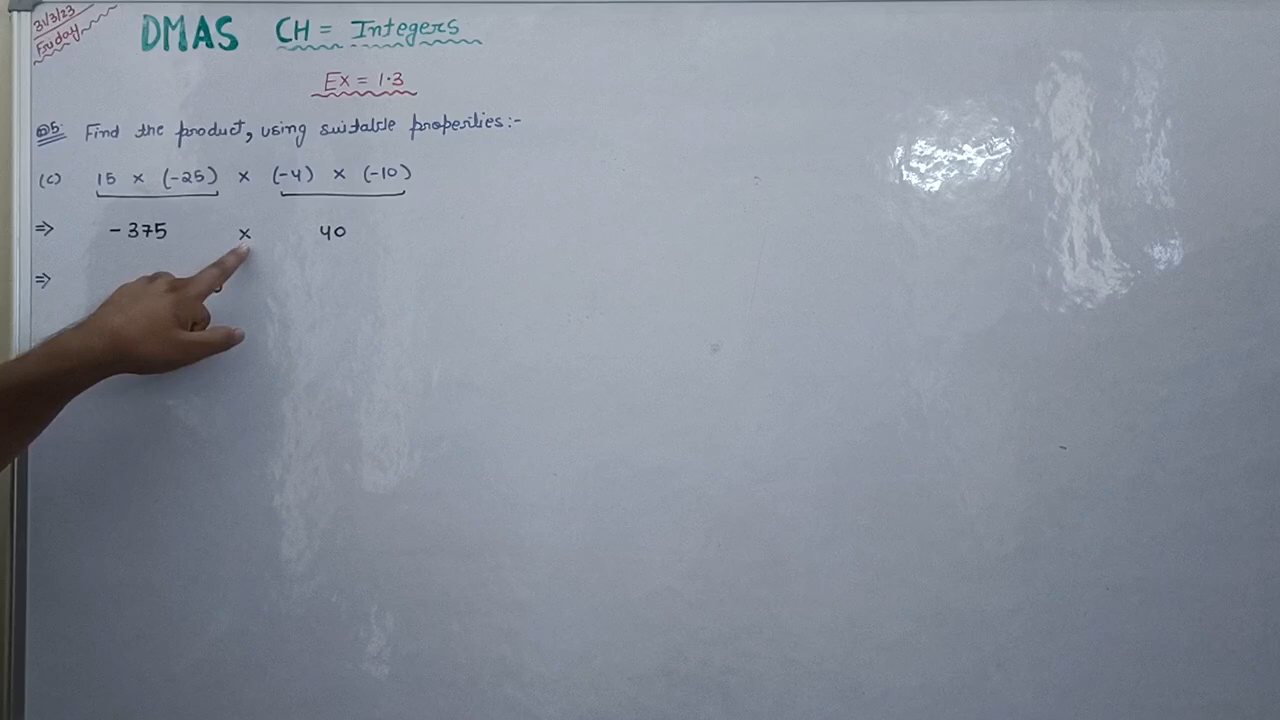 31/3/23
Friday
DMAS CH = Integers
Ex = 1.3
Q5: Find the product, using suitable properties:-
(c) 15 × (-25) × (-4) × (-10)
⇒ -375 × 40
⇒